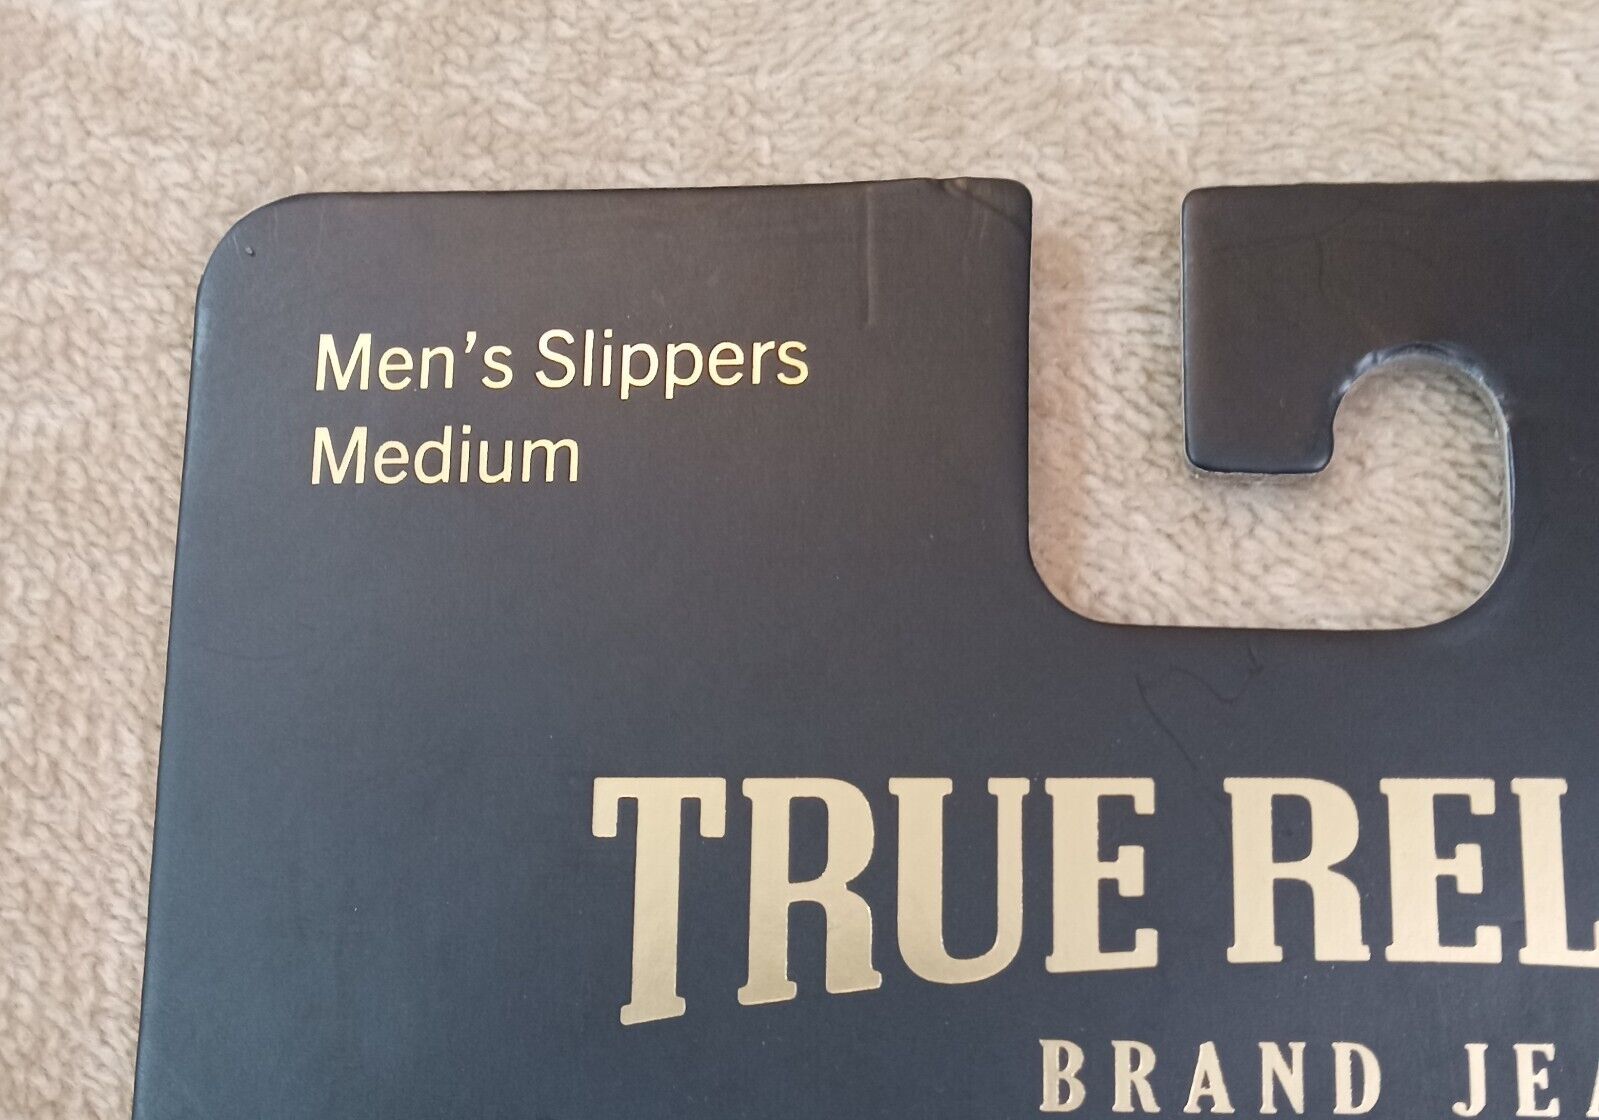 Men's Slippers
Medium
TRUE REL
BRAND JEA